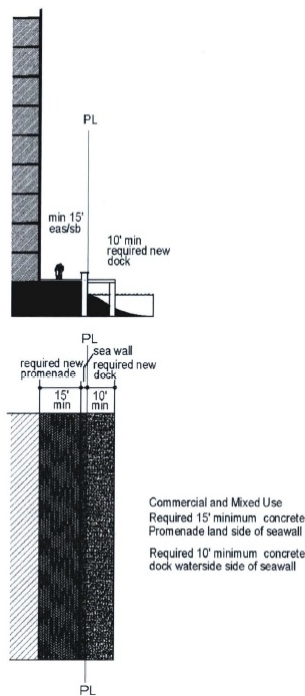 PL
min 15'
eas/sb
10' min
required new
dock
PL
sea wall
required new
promenade
required new
dock
15'
min
10'
min
Commercial and Mixed Use
Required 15' minimum concrete
Promenade land side of seawall
Required 10' minimum concrete
dock waterside side of seawall
PL